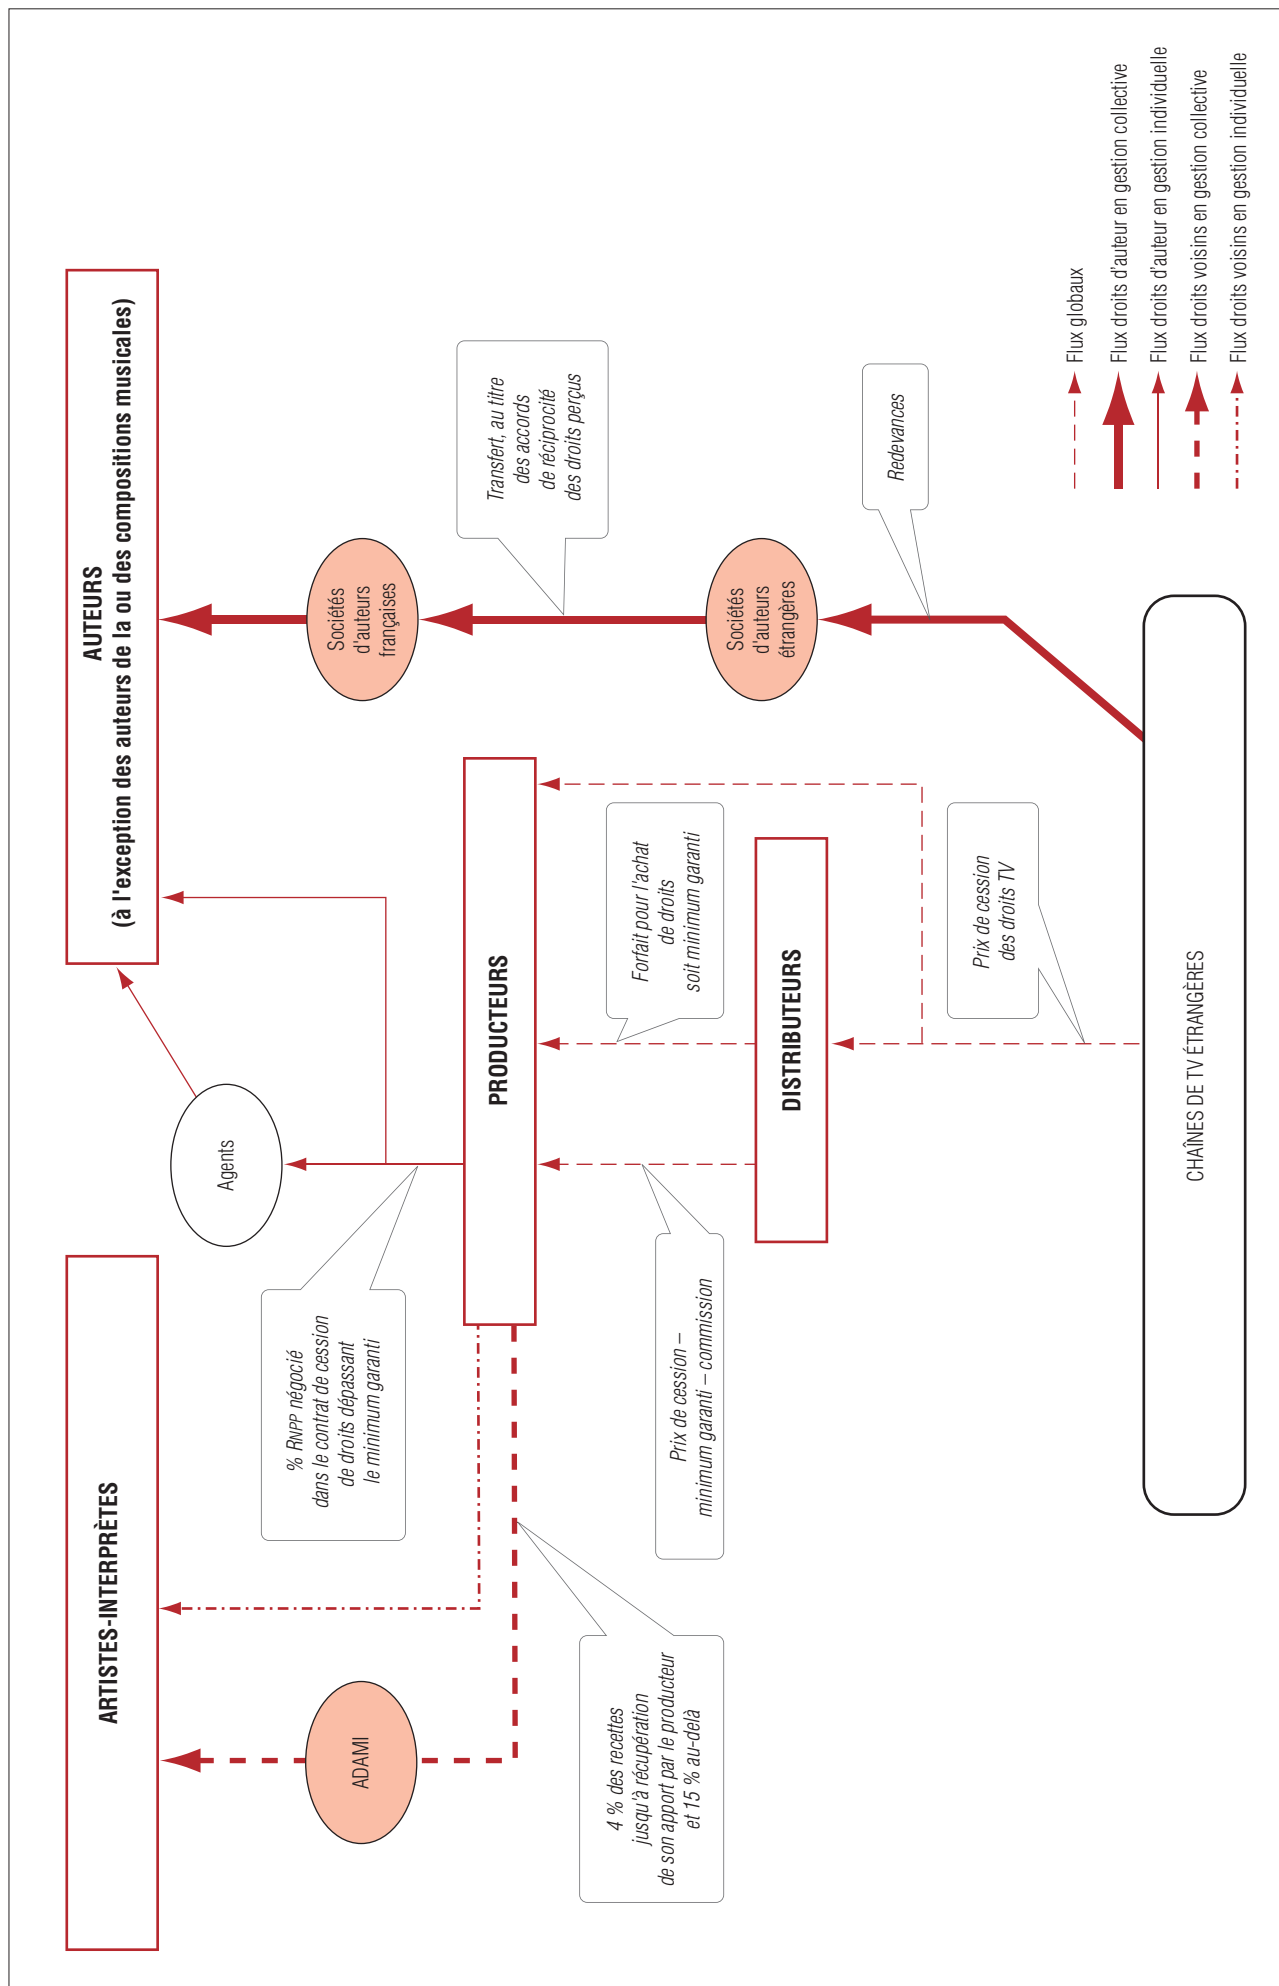 ARTISTES-INTERPRÈTES
AUTEURS
(à l'exception des auteurs de la ou des compositions musicales)
Agents
ADAMI
% RNPP négocié
dans le contrat de cession
de droits dépassant
le minimum garanti
Sociétés
d'auteurs
françaises
PRODUCTEURS
Transfert, au titre
des accords
de réciprocité
des droits perçus
4 % des recettes
jusqu'à récupération
de son apport par le producteur
et 15 % au-delà
Prix de cession –
minimum garanti – commission
Forfait pour l'achat
de droits
soit minimum garanti
DISTRIBUTEURS
Sociétés
d'auteurs
étrangères
Prix de cession
des droits TV
Redevances
CHAÎNES DE TV ÉTRANGÈRES
Flux globaux
Flux droits d'auteur en gestion collective
Flux droits d'auteur en gestion individuelle
Flux droits voisins en gestion collective
Flux droits voisins en gestion individuelle